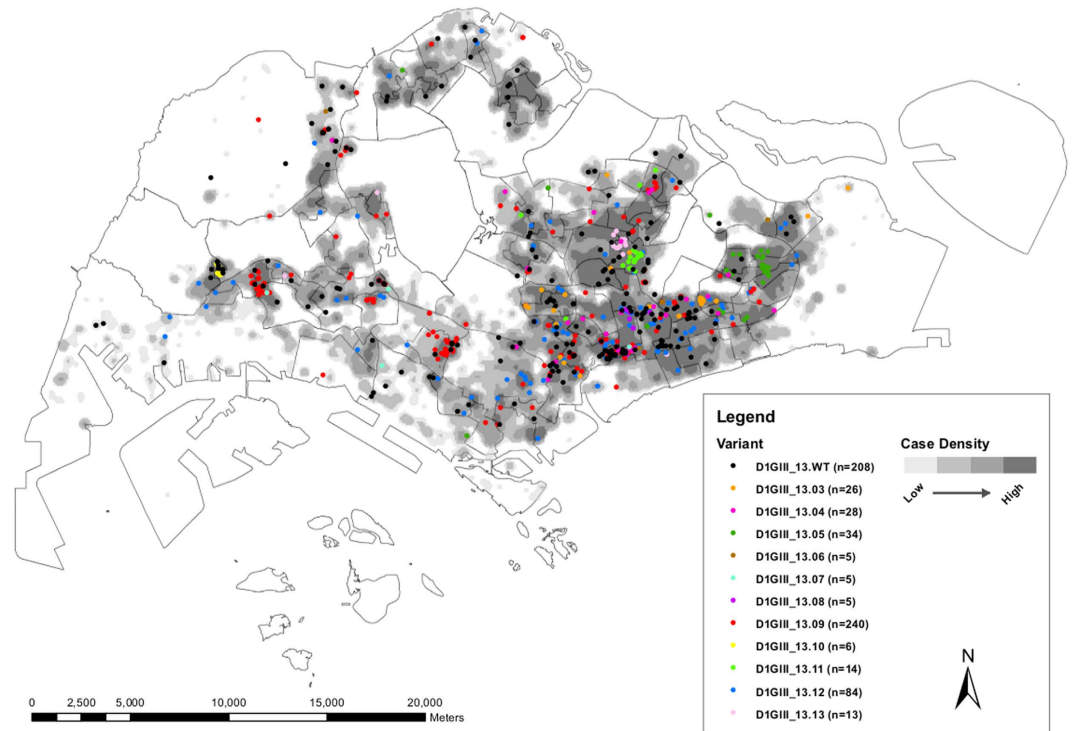 Legend
Variant
Case Density
D1GIII_13.WT (n=208)
D1GIII_13.03 (n=26)
D1GIII_13.04 (n=28)
D1GIII_13.05 (n=34)
D1GIII_13.06 (n=5)
D1GIII_13.07 (n=5)
D1GIII_13.08 (n=5)
D1GIII_13.09 (n=240)
D1GIII_13.10 (n=6)
D1GIII_13.11 (n=14)
D1GIII_13.12 (n=84)
D1GIII_13.13 (n=13)
Low
High
N
0 2,500 5,000 10,000 15,000 20,000
Meters